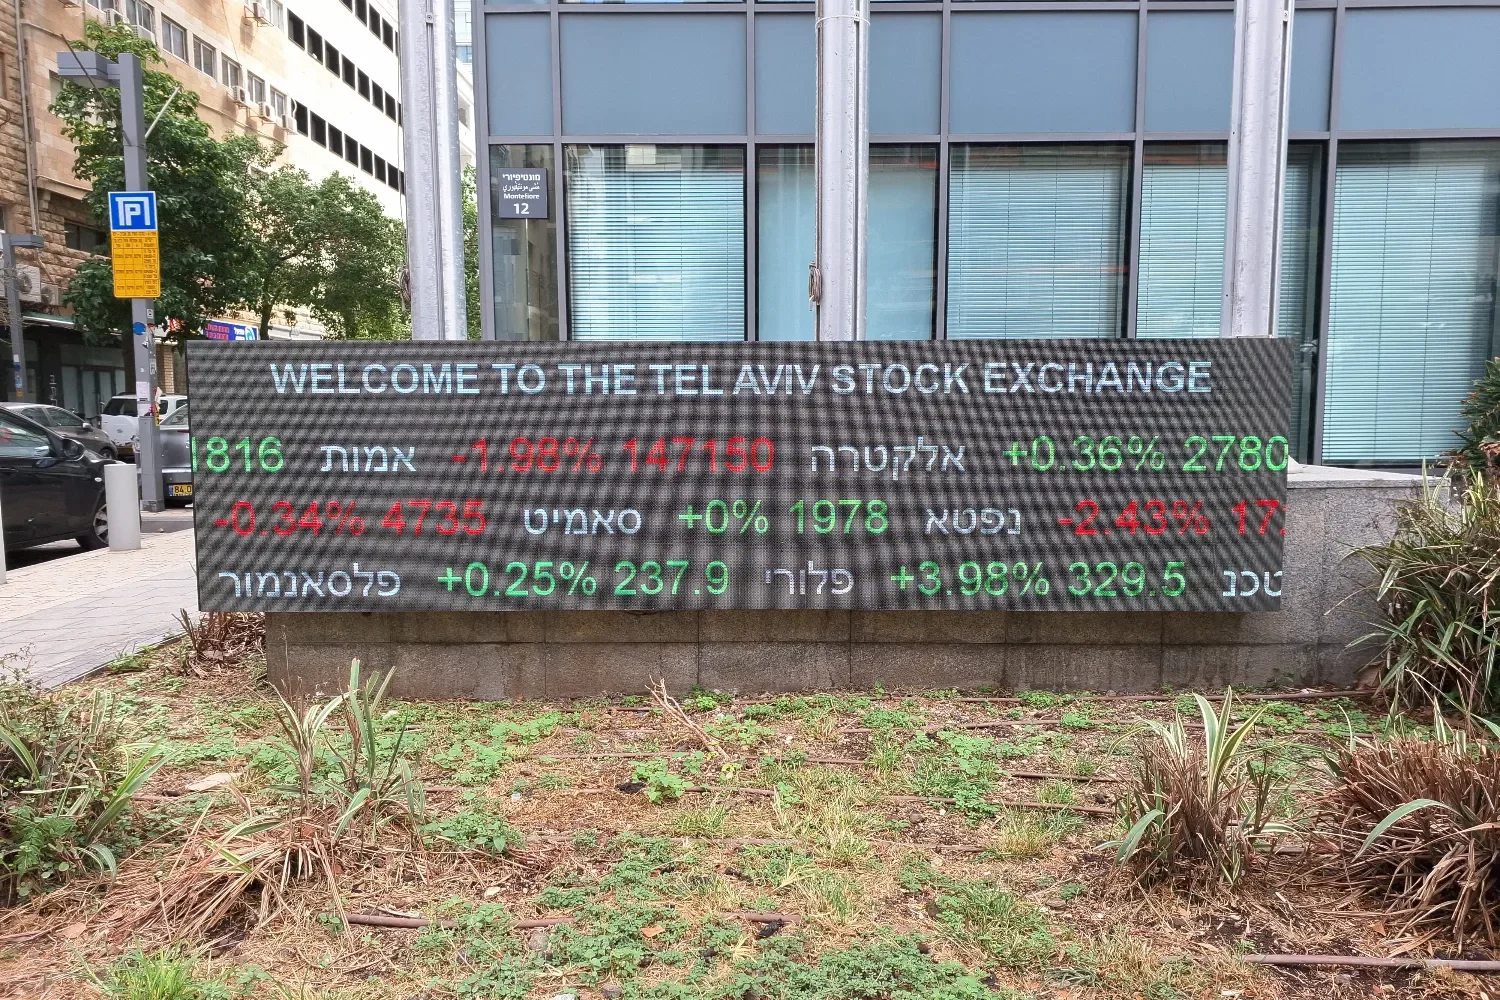 WELCOME TO THE TEL AVIV STOCK EXCHANGE
1816 אמות -1.98% 147150 אלקטרה +0.36% 2780
-0.34% 4735 סאמיט +0% 1978 נפטא -2.43% 17
פלסאנמור +0.25% 237.9 פלורי +3.98% 329.5 טכנ
מונטיפיורי
Montefiore
12
P